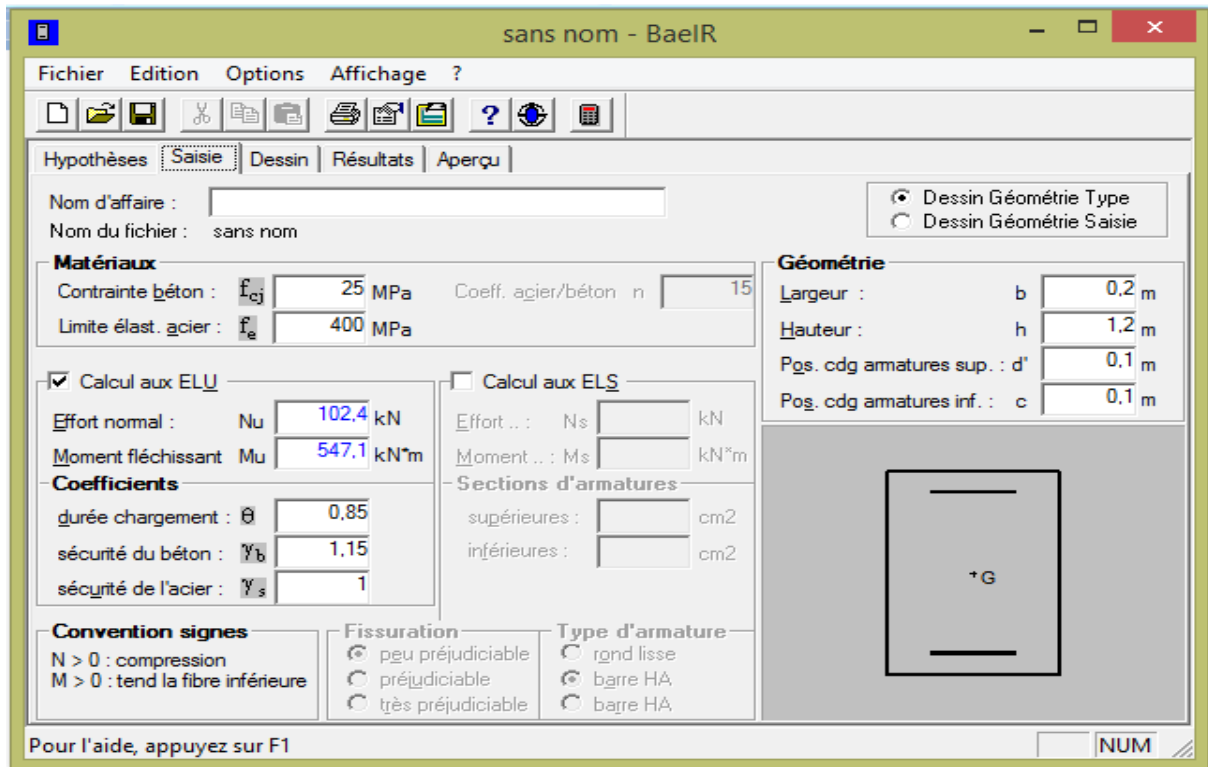 sans nom - BaelR
Fichier Edition Options Affichage ?
Hypothèses Saisie Dessin Résultats Aperçu
Nom d'affaire :
Nom du fichier : sans nom
Dessin Géométrie Type
Dessin Géométrie Saisie
Matériaux
Contrainte béton : fcj 25 MPa Coeff. acier/béton n 15
Limite élast. acier : fe 400 MPa
Géométrie
Largeur : b 0,2 m
Hauteur : h 1,2 m
Pos. cdg armatures sup. : d' 0,1 m
Pos. cdg armatures inf. : c 0,1 m
Calcul aux ELU
Effort normal : Nu 102,4 kN
Moment fléchissant Mu 547,1 kN*m
Coefficients
durée chargement : θ 0,85
sécurité du béton : γb 1,15
sécurité de l'acier : γs 1
Calcul aux ELS
Effort .. : Ns kN
Moment .. : Ms kN*m
Sections d'armatures
supérieures : cm2
inférieures : cm2
+G
Convention signes
N > 0 : compression
M > 0 : tend la fibre inférieure
Fissuration
peu préjudiciable
préjudiciable
très préjudiciable
Type d'armature
rond lisse
barre HA
barre HA
Pour l'aide, appuyez sur F1 NUM